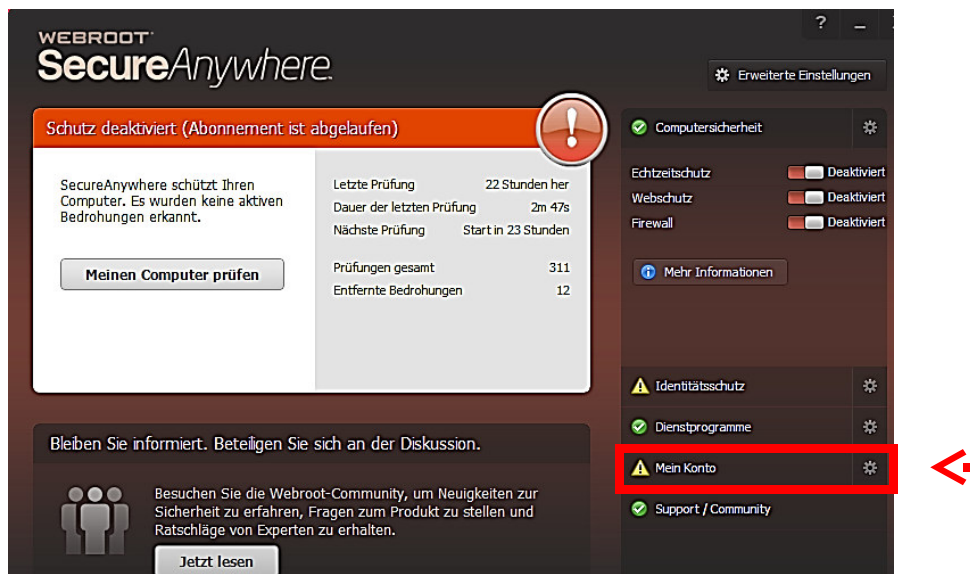 WEBROOT
SecureAnywhere
?
Erweiterte Einstellungen
Schutz deaktiviert (Abonnement ist abgelaufen)
SecureAnywhere schützt Ihren
Computer. Es wurden keine aktiven
Bedrohungen erkannt.
Meinen Computer prüfen
Letzte Prüfung 22 Stunden her
Dauer der letzten Prüfung 2m 47s
Nächste Prüfung Start in 23 Stunden
Prüfungen gesamt 311
Entfernte Bedrohungen 12
Computersicherheit
Echtzeitschutz Deaktiviert
Webschutz Deaktiviert
Firewall Deaktiviert
Mehr Informationen
Identitätsschutz
Dienstprogramme
Mein Konto
Support / Community
Bleiben Sie informiert. Beteiligen Sie sich an der Diskussion.
Besuchen Sie die Webroot-Community, um Neuigkeiten zur
Sicherheit zu erfahren, Fragen zum Produkt zu stellen und
Ratschläge von Experten zu erhalten.
Jetzt lesen